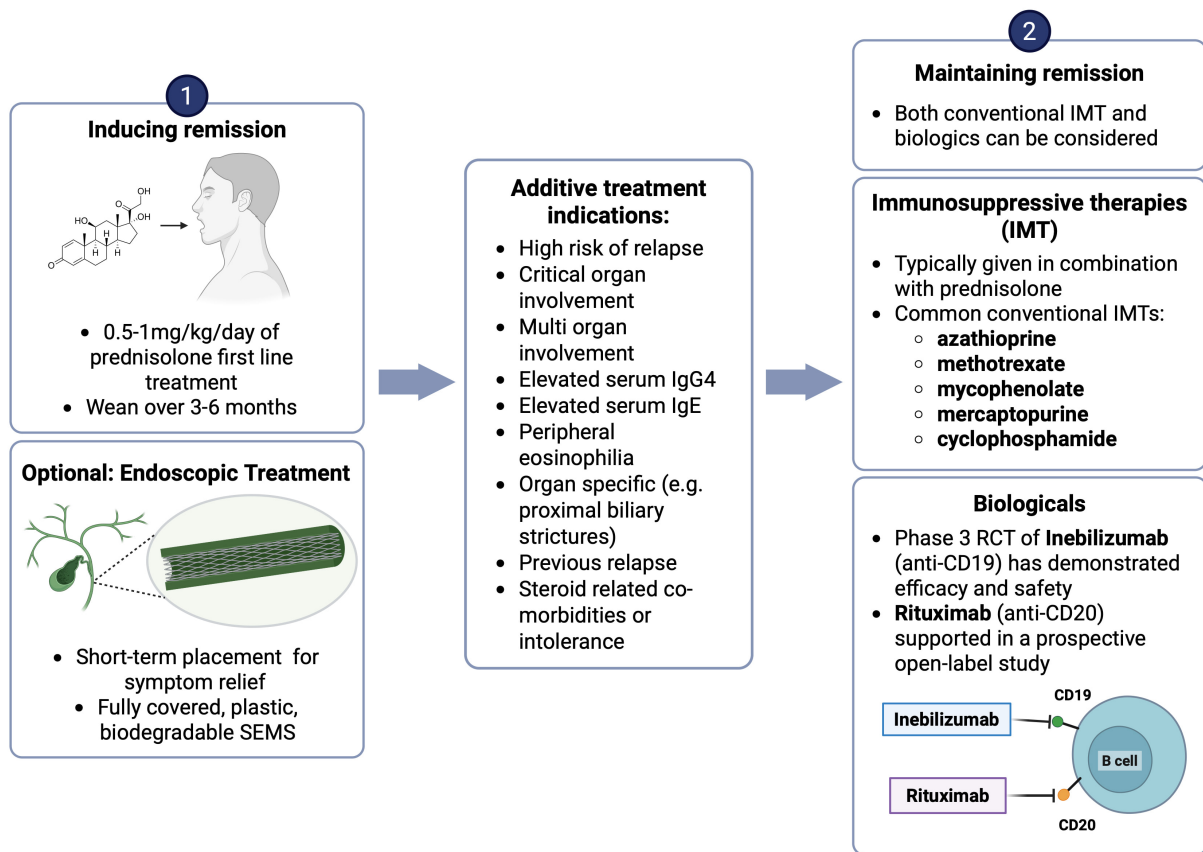 1
Inducing remission
OH
O
OH
HO
H
H
H
O
• 0.5-1mg/kg/day of
prednisolone first line
treatment
• Wean over 3-6 months
Optional: Endoscopic Treatment
• Short-term placement for
symptom relief
• Fully covered, plastic,
biodegradable SEMS
Additive treatment
indications:
• High risk of relapse
• Critical organ
involvement
• Multi organ
involvement
• Elevated serum IgG4
• Elevated serum IgE
• Peripheral
eosinophilia
• Organ specific (e.g.
proximal biliary
strictures)
• Previous relapse
• Steroid related co-
morbidities or
intolerance
2
Maintaining remission
• Both conventional IMT and
biologics can be considered
Immunosuppressive therapies
(IMT)
• Typically given in combination
with prednisolone
• Common conventional IMTs:
○ azathioprine
○ methotrexate
○ mycophenolate
○ mercaptopurine
○ cyclophosphamide
Biologicals
• Phase 3 RCT of Inebilizumab
(anti-CD19) has demonstrated
efficacy and safety
• Rituximab (anti-CD20)
supported in a prospective
open-label study
CD19
Inebilizumab
B cell
Rituximab
CD20